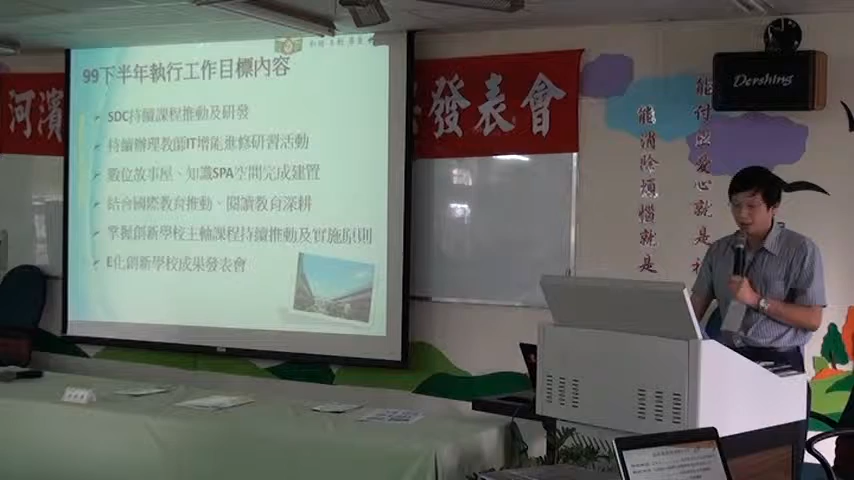 99下半年執行工作目標內容
SDC持續課程推動及研發
持續辦理教師IT增能進修研習活動
數位故事屋、知識SPA空間完成建置
結合國際教育推動、閱讀教育深耕
掌握創新學校主軸課程持續推動及實施原則
E化創新學校成果發表會
河濱
發表會
Dershing
能付出愛心就是
能消除煩惱就是